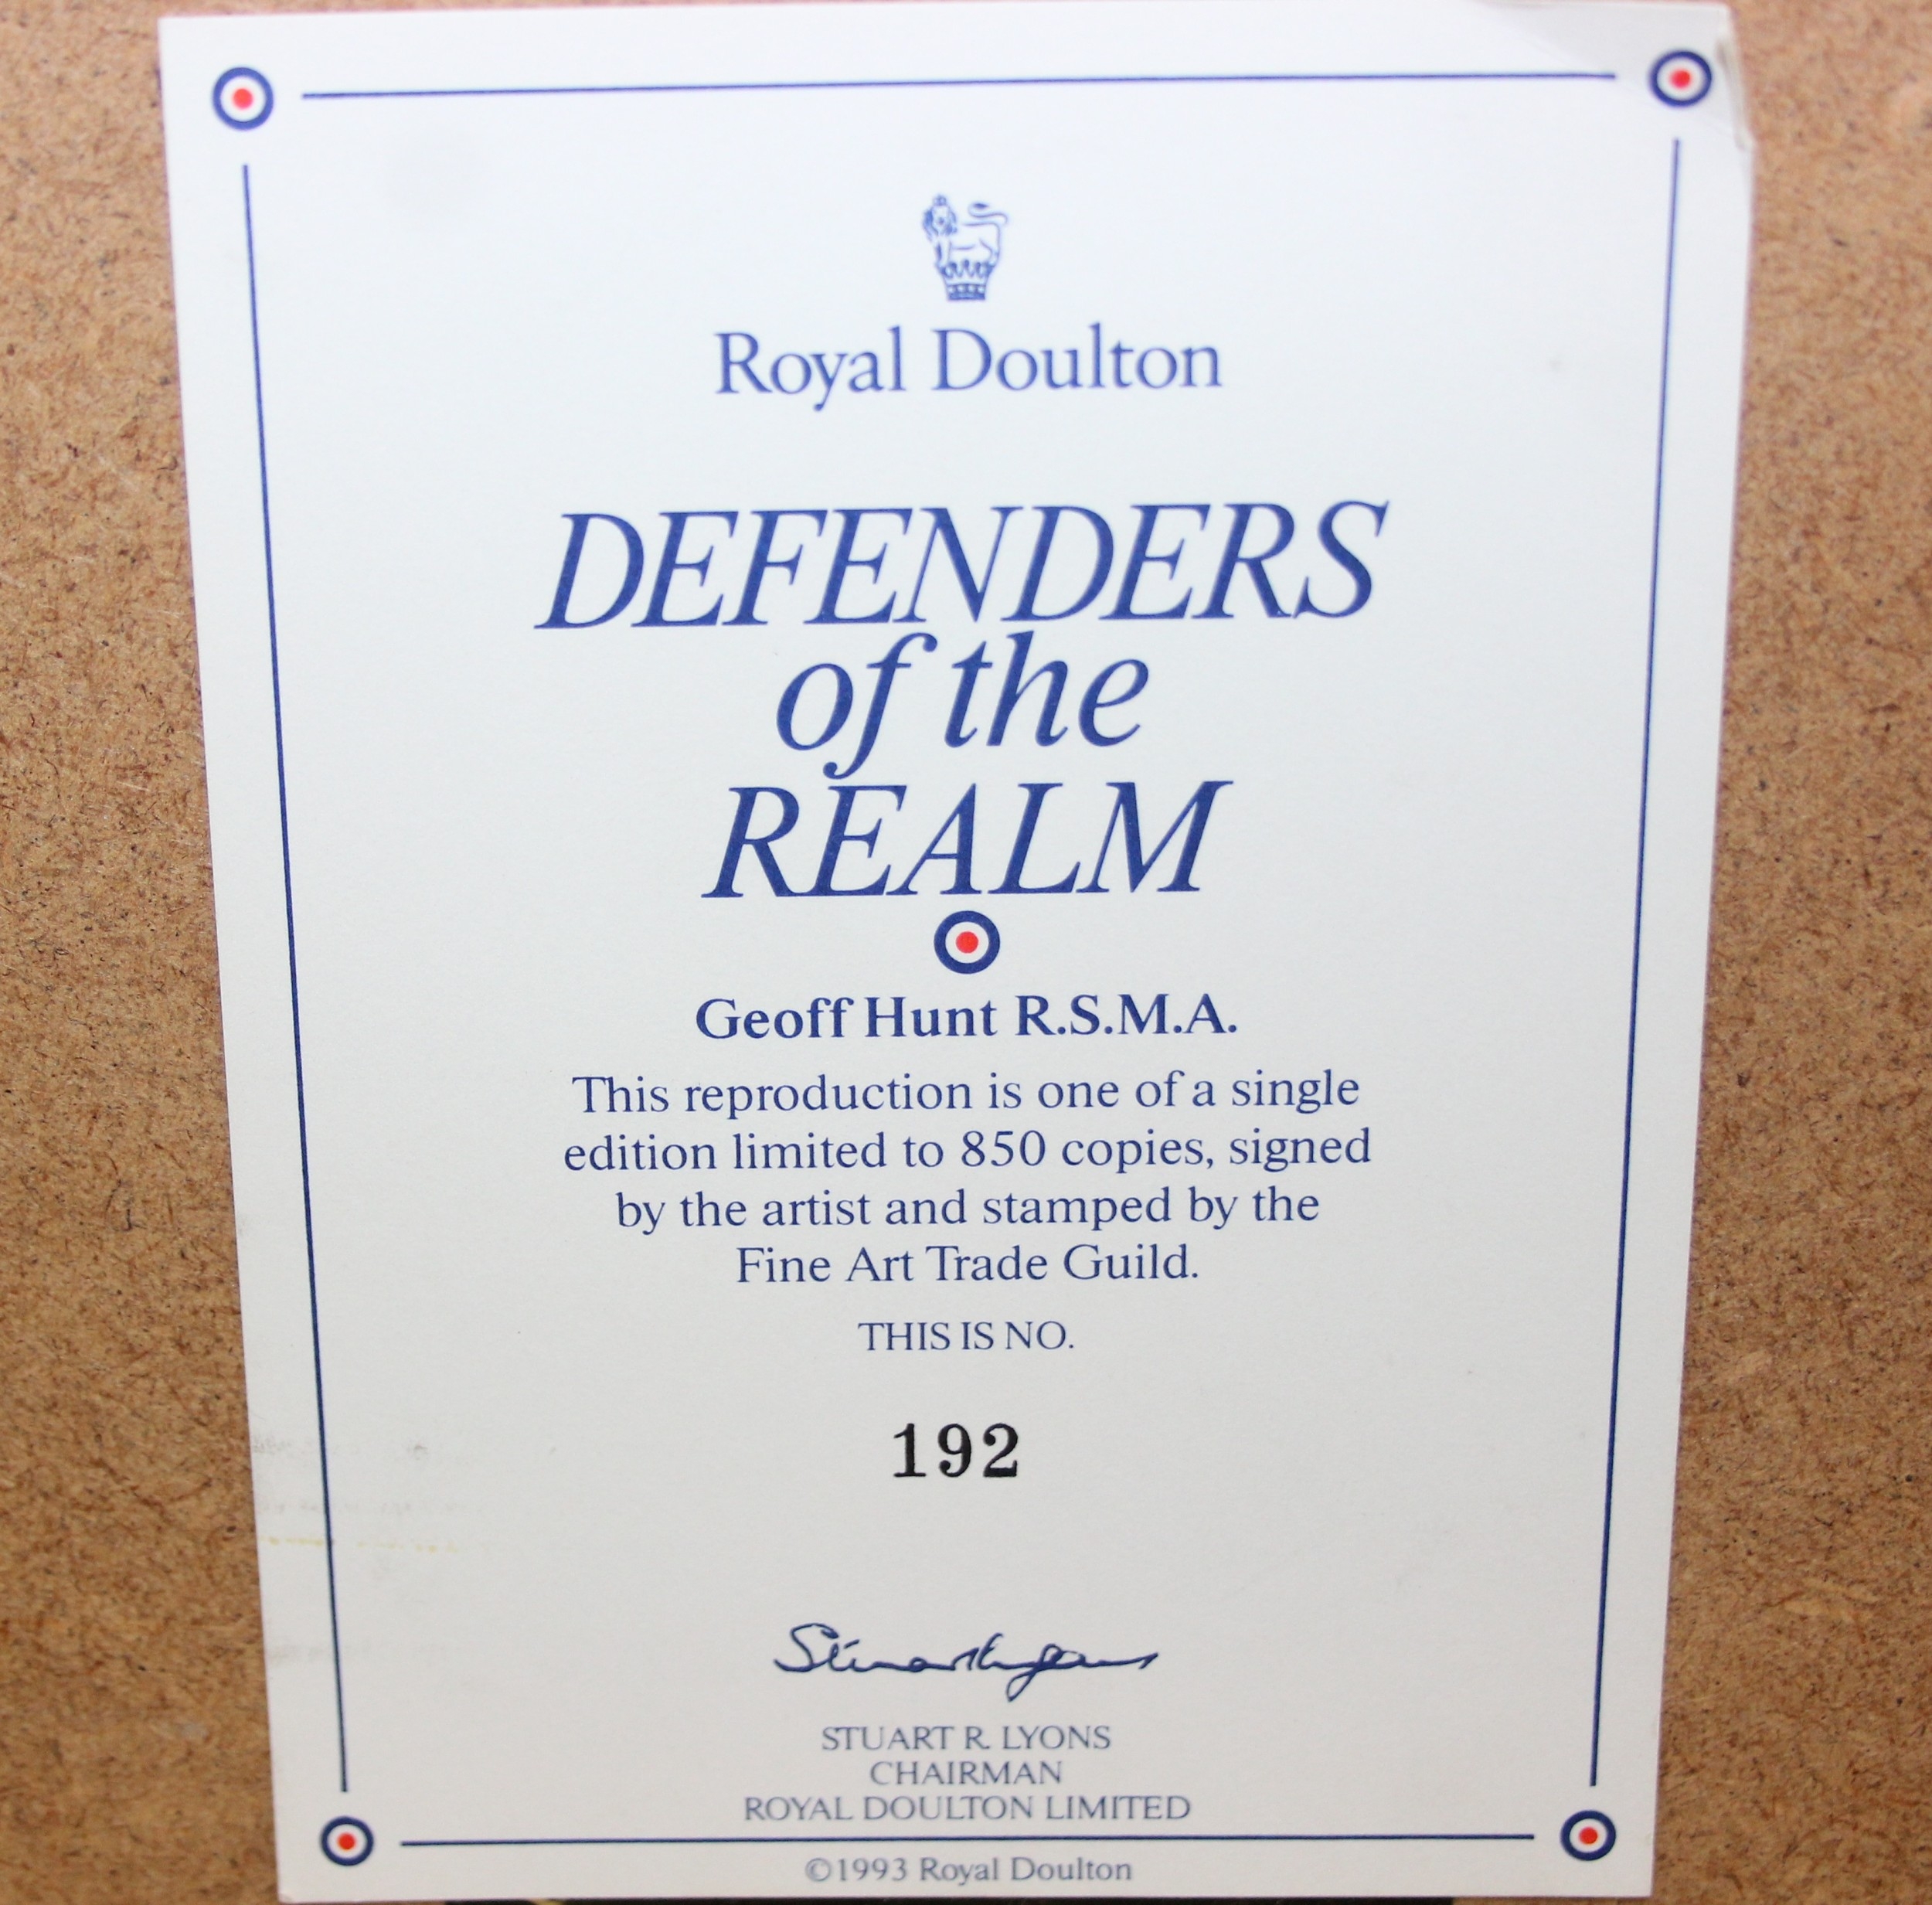 Royal Doulton
DEFENDERS
of the
REALM
Geoff Hunt R.S.M.A.
This reproduction is one of a single
edition limited to 850 copies, signed
by the artist and stamped by the
Fine Art Trade Guild.
THIS IS NO.
192
Stuart Lyons
STUART R. LYONS
CHAIRMAN
ROYAL DOULTON LIMITED
©1993 Royal Doulton